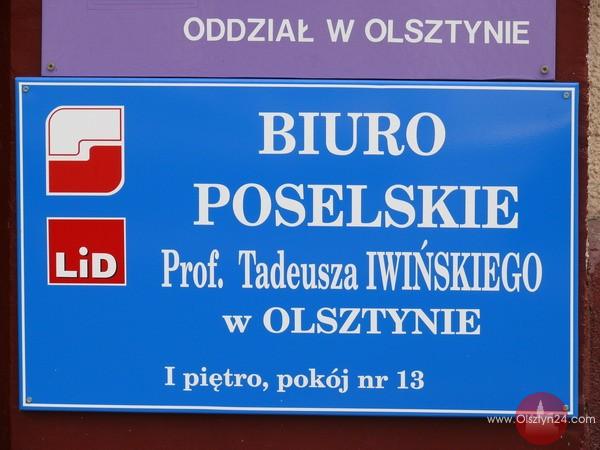 ODDZIAŁ W OLSZTYNIE
BIURO
POSELSKIE
LiD
Prof. Tadeusza IWIŃSKIEGO
w OLSZTYNIE
I piętro, pokój nr 13
www.Olsztyn24.com